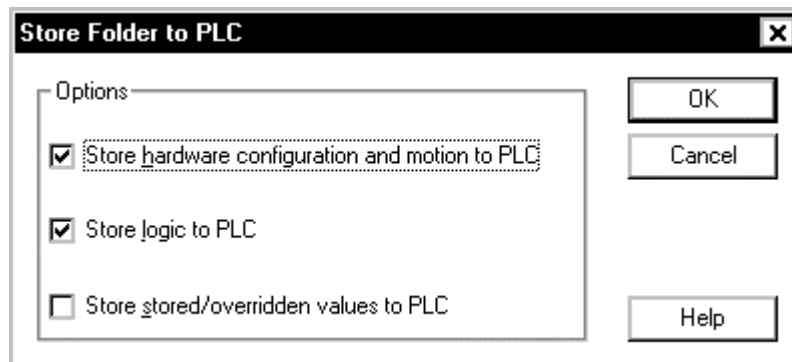 Store Folder to PLC
Options
Store hardware configuration and motion to PLC
Store logic to PLC
Store stored/overridden values to PLC
OK
Cancel
Help